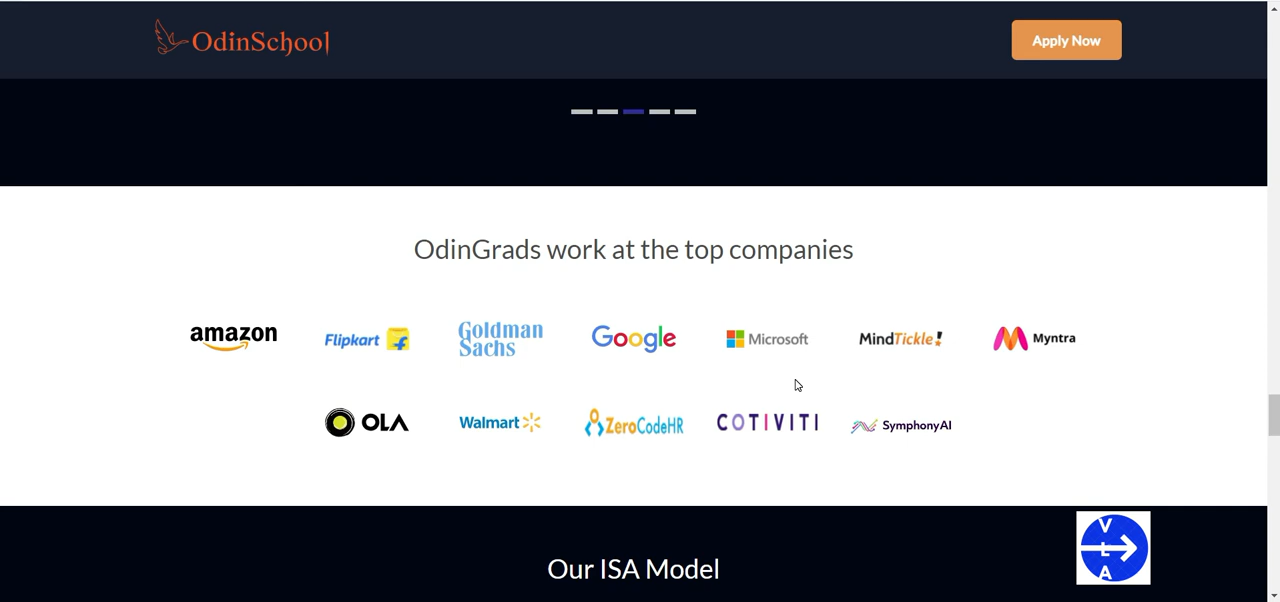 OdinSchool
Apply Now
OdinGrads work at the top companies
amazon Flipkart Goldman Sachs Google Microsoft MindTickle! Myntra
OLA Walmart ZeroCodeHR COTIVITI SymphonyAI
Our ISA Model
V
L
A